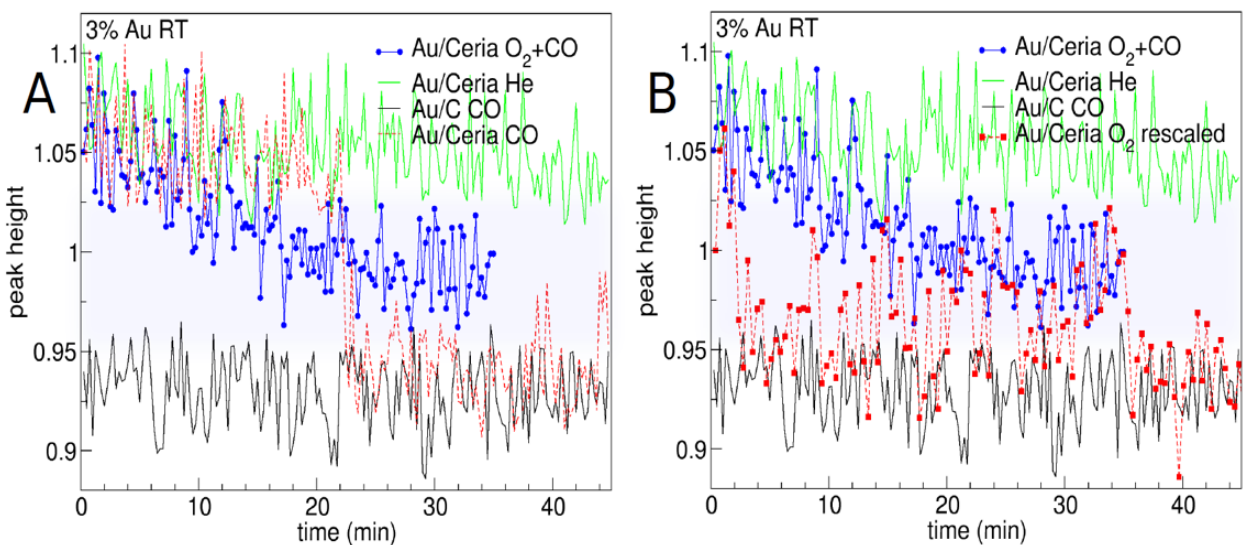 3% Au RT
A
Au/Ceria O₂+CO
Au/Ceria He
Au/C CO
Au/Ceria CO
peak height
1.1
1.05
1
0.95
0.9
0 10 20 30 40
time (min)
3% Au RT
B
Au/Ceria O₂+CO
Au/Ceria He
Au/C CO
Au/Ceria O₂ rescaled
peak height
1.1
1.05
1
0.95
0.9
0 10 20 30 40
time (min)